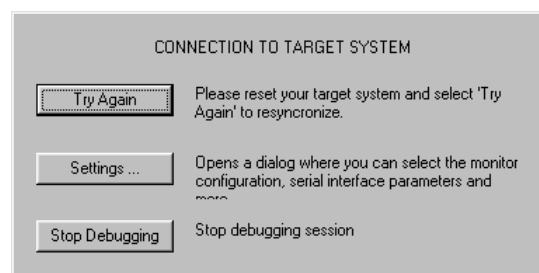 CONNECTION TO TARGET SYSTEM
Try Again
Please reset your target system and select 'Try
Again' to resyncronize.
Settings ...
Opens a dialog where you can select the monitor
configuration, serial interface parameters and
more
Stop Debugging
Stop debugging session